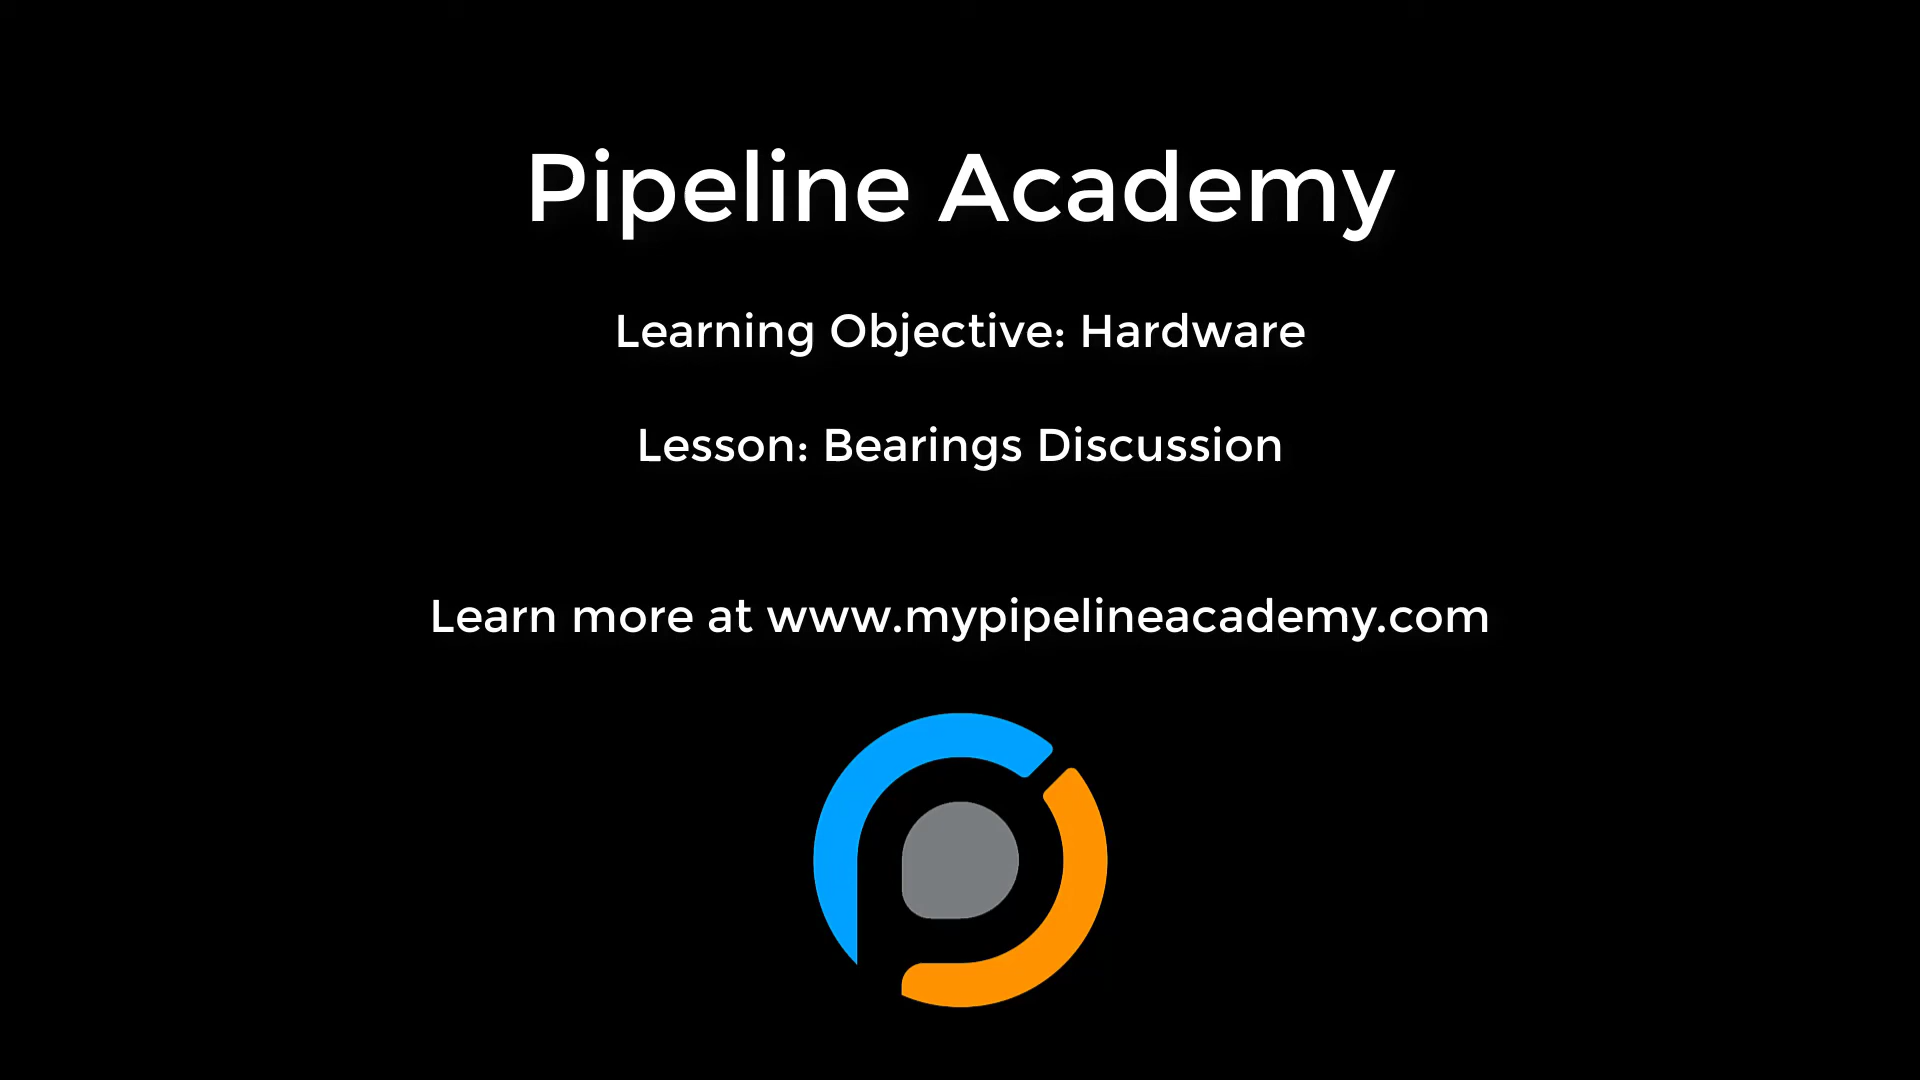 Pipeline Academy
Learning Objective: Hardware
Lesson: Bearings Discussion
Learn more at www.mypipelineacademy.com